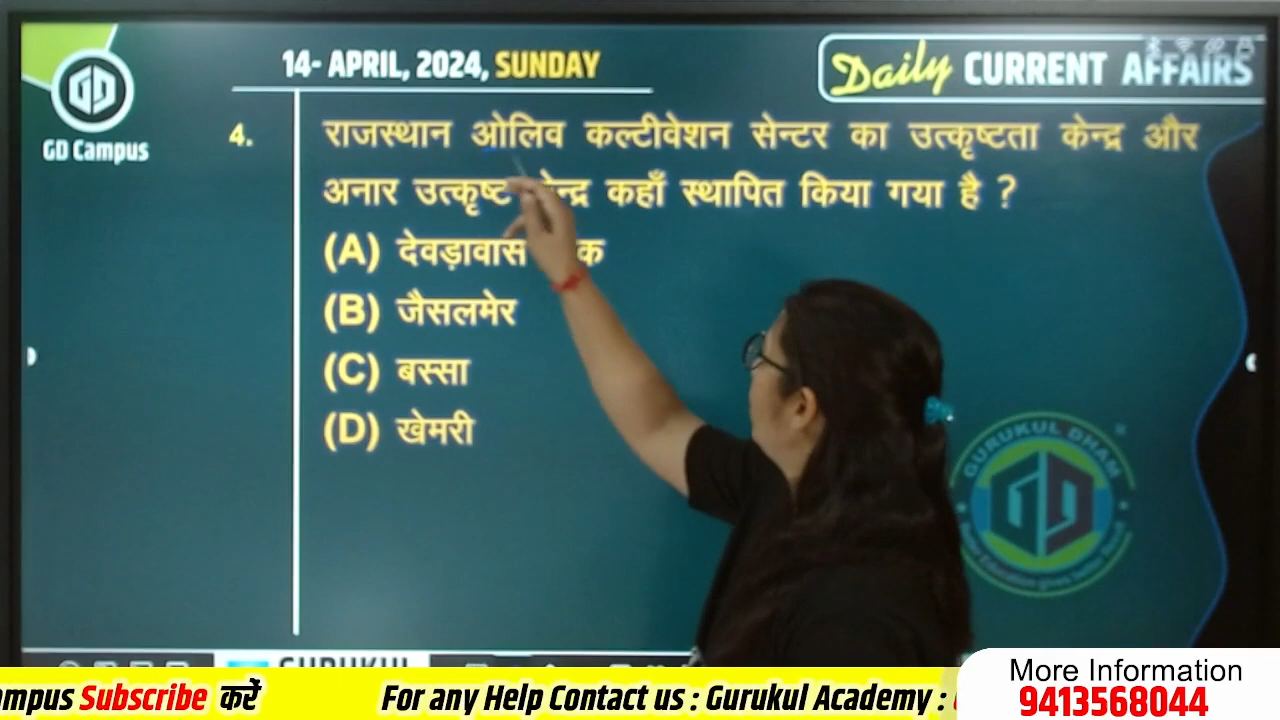 14- APRIL, 2024, SUNDAY
Daily CURRENT AFFAIRS
GD Campus
4. राजस्थान ओलिव कल्टीवेशन सेन्टर का उत्कृष्टता केन्द्र और
अनार उत्कृष्ट केन्द्र कहाँ स्थापित किया गया है ?
(A) देवड़ावास
(B) जैसलमेर
(C) बस्सा
(D) खेमरी
GURUKUL DHAM
GURUKUL
Subscribe करें For any Help Contact us : Gurukul Academy :
More Information
9413568044